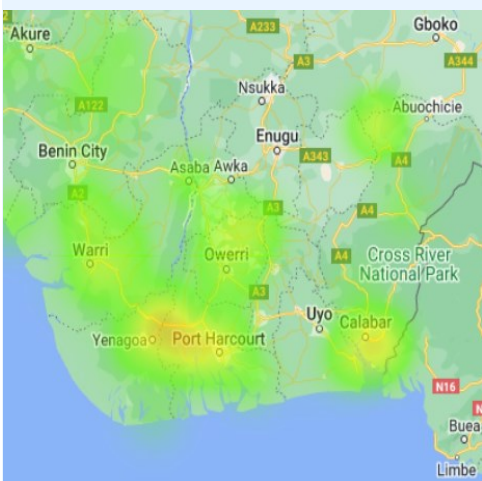 A233
Gboko
Akure
A3
A344
Nsukka
A122
Abuochicie
Enugu
Benin City
A343
A4
Asaba
Awka
A2
A3
A4
Warri
Owerri
A4
Cross River
National Park
A3
Uyo
Calabar
Yenagoa
Port Harcourt
N16
N
Buea
Limbe